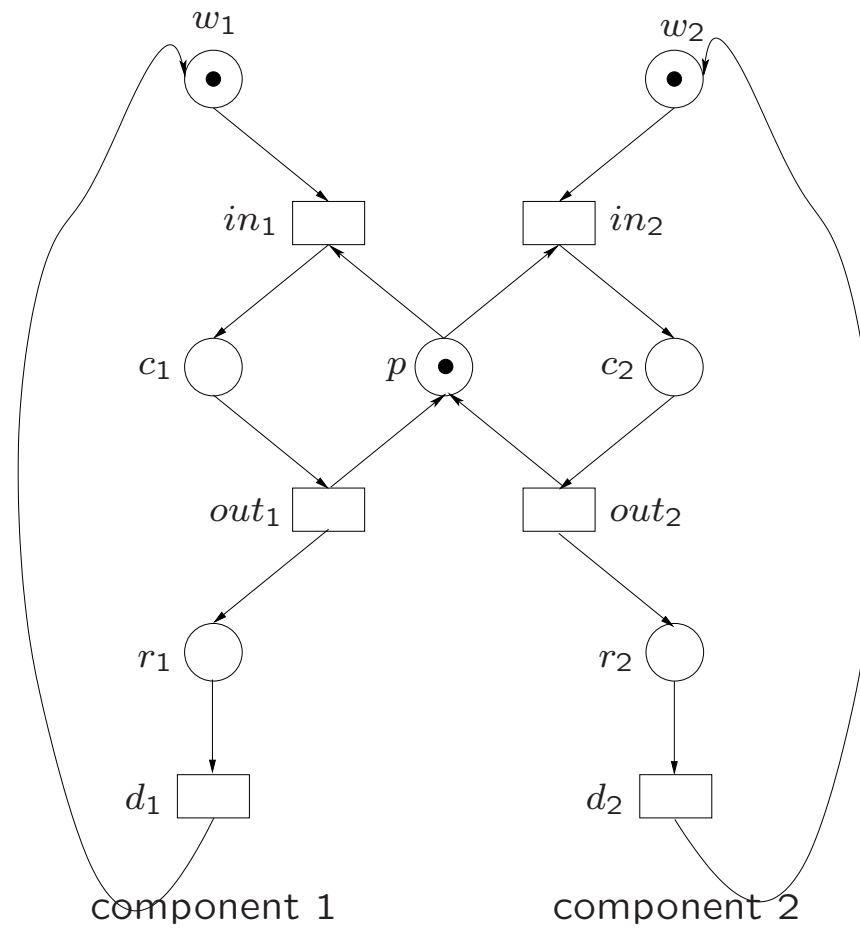 w₁ w₂
in₁ in₂
c₁ p c₂
out₁ out₂
r₁ r₂
d₁ d₂
component 1 component 2